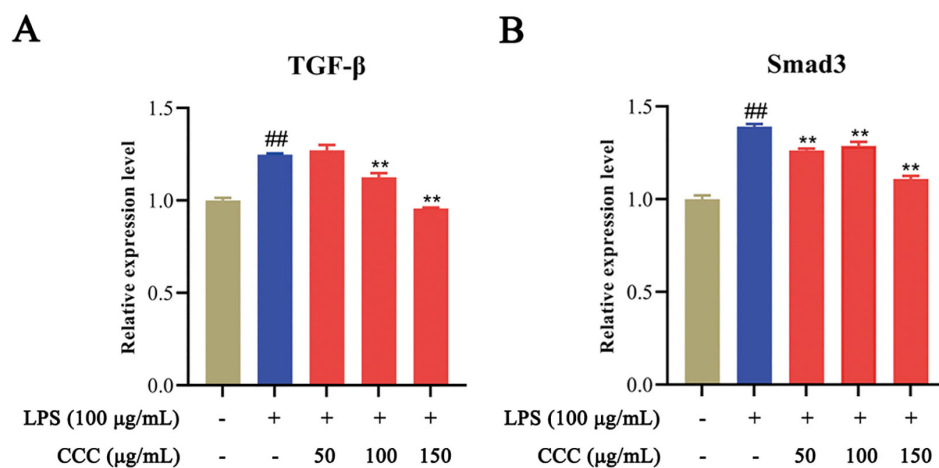 A
TGF-β
Relative expression level
1.5
1.0
0.5
0.0
##
**
**
LPS (100 μg/mL) - + + + +
CCC (μg/mL) - - 50 100 150
B
Smad3
Relative expression level
1.5
1.0
0.5
0.0
##
**
**
**
LPS (100 μg/mL) - + + + +
CCC (μg/mL) - - 50 100 150